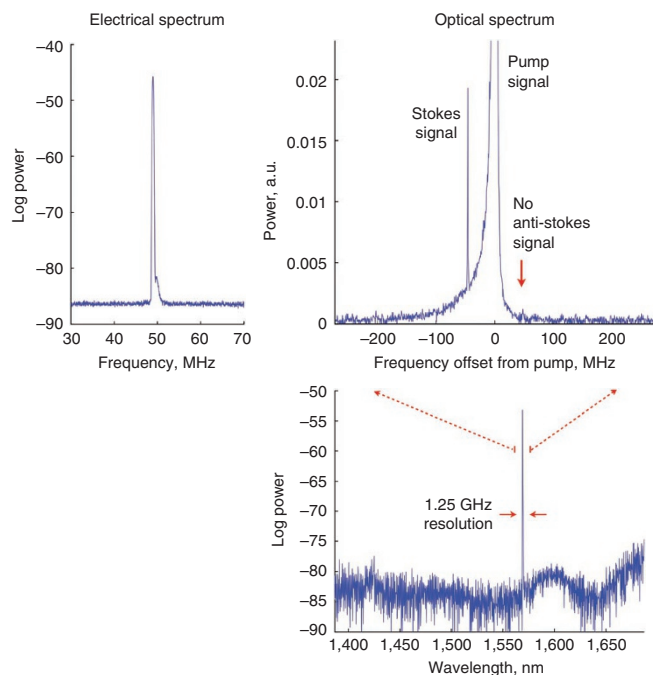 Electrical spectrum
–40
–50
–60
–70
–80
–90
Log power
30 40 50 60 70
Frequency, MHz
Optical spectrum
0.02
0.015
0.01
0.005
0
Power, a.u.
Pump
signal
Stokes
signal
No
anti-stokes
signal
–200 –100 0 100 200
Frequency offset from pump, MHz
–50
–55
–60
–65
–70
–75
–80
–85
–90
Log power
1.25 GHz
resolution
1,400 1,450 1,500 1,550 1,600 1,650
Wavelength, nm